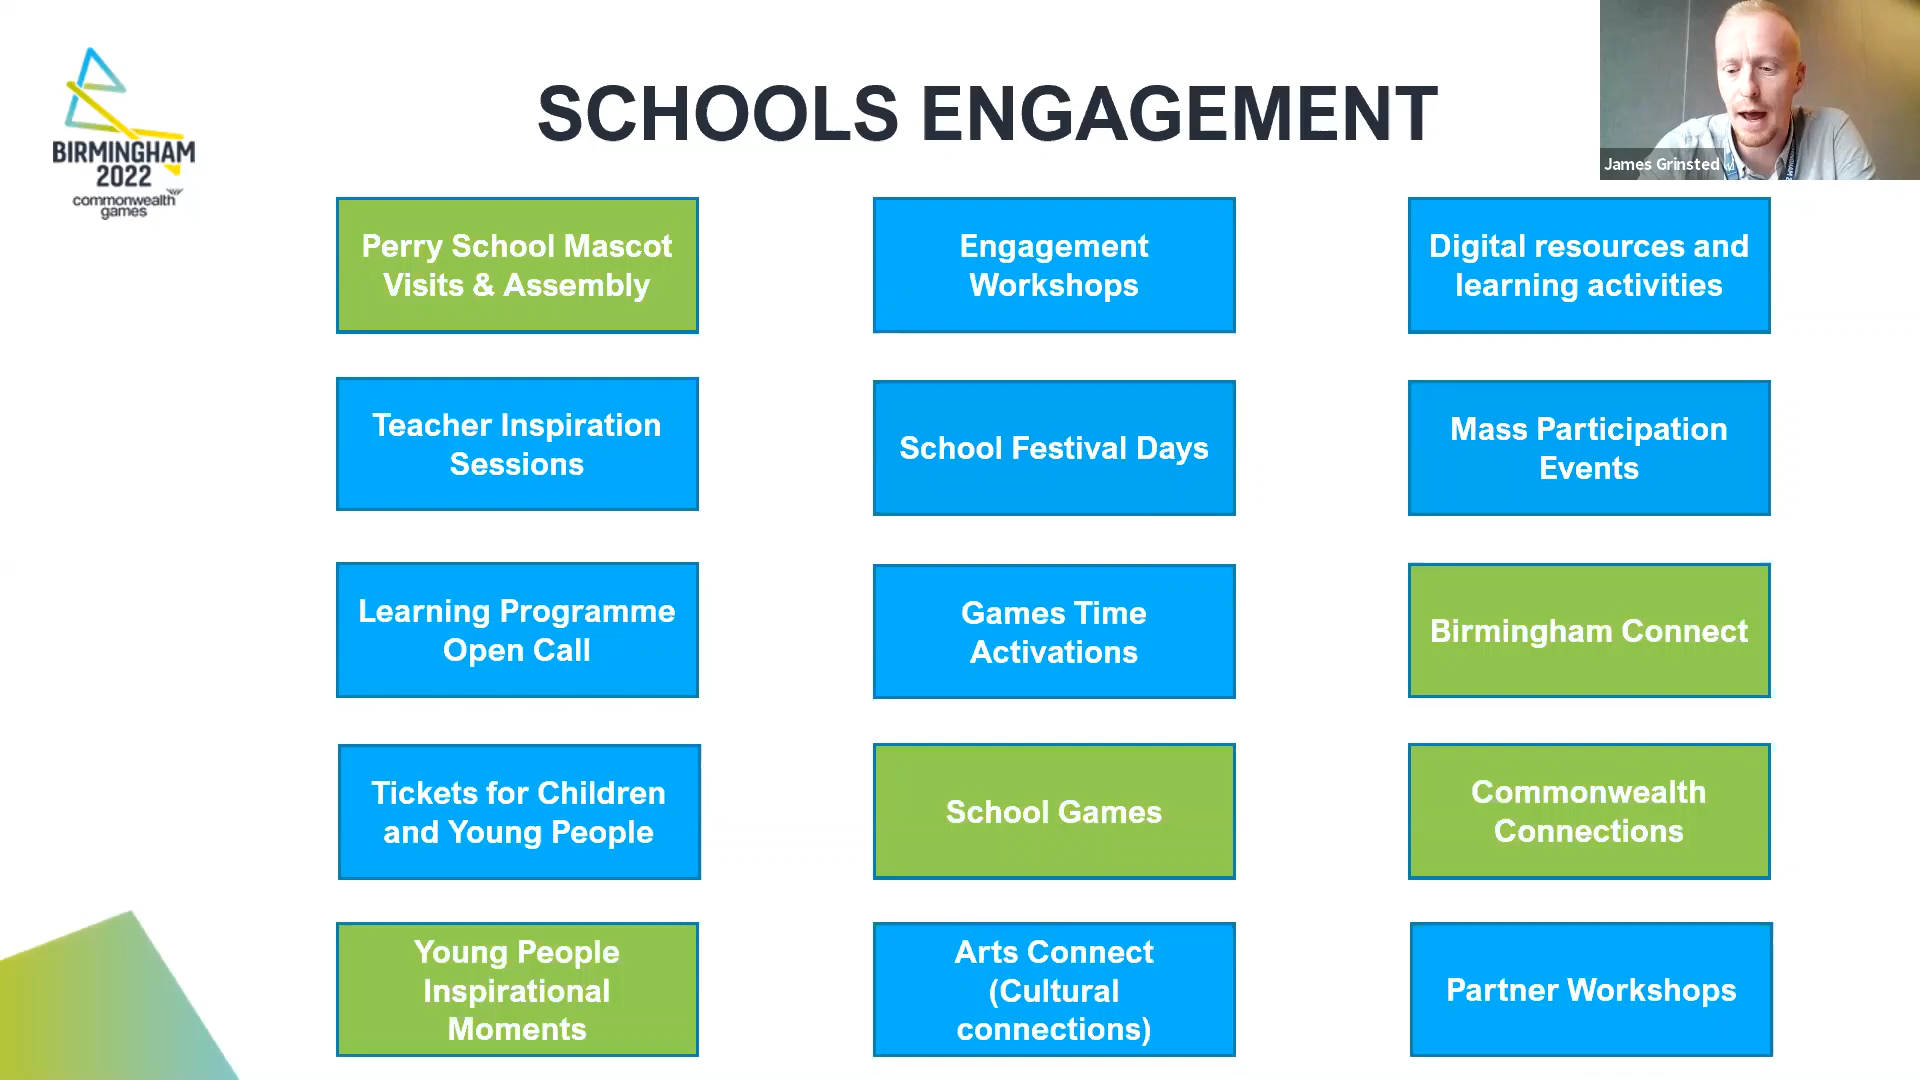 BIRMINGHAM
2022
commonwealth
games
SCHOOLS ENGAGEMENT
James Grinsted
Perry School Mascot
Visits & Assembly
Engagement
Workshops
Digital resources and
learning activities
Teacher Inspiration
Sessions
School Festival Days
Mass Participation
Events
Learning Programme
Open Call
Games Time
Activations
Birmingham Connect
Tickets for Children
and Young People
School Games
Commonwealth
Connections
Young People
Inspirational
Moments
Arts Connect
(Cultural
connections)
Partner Workshops